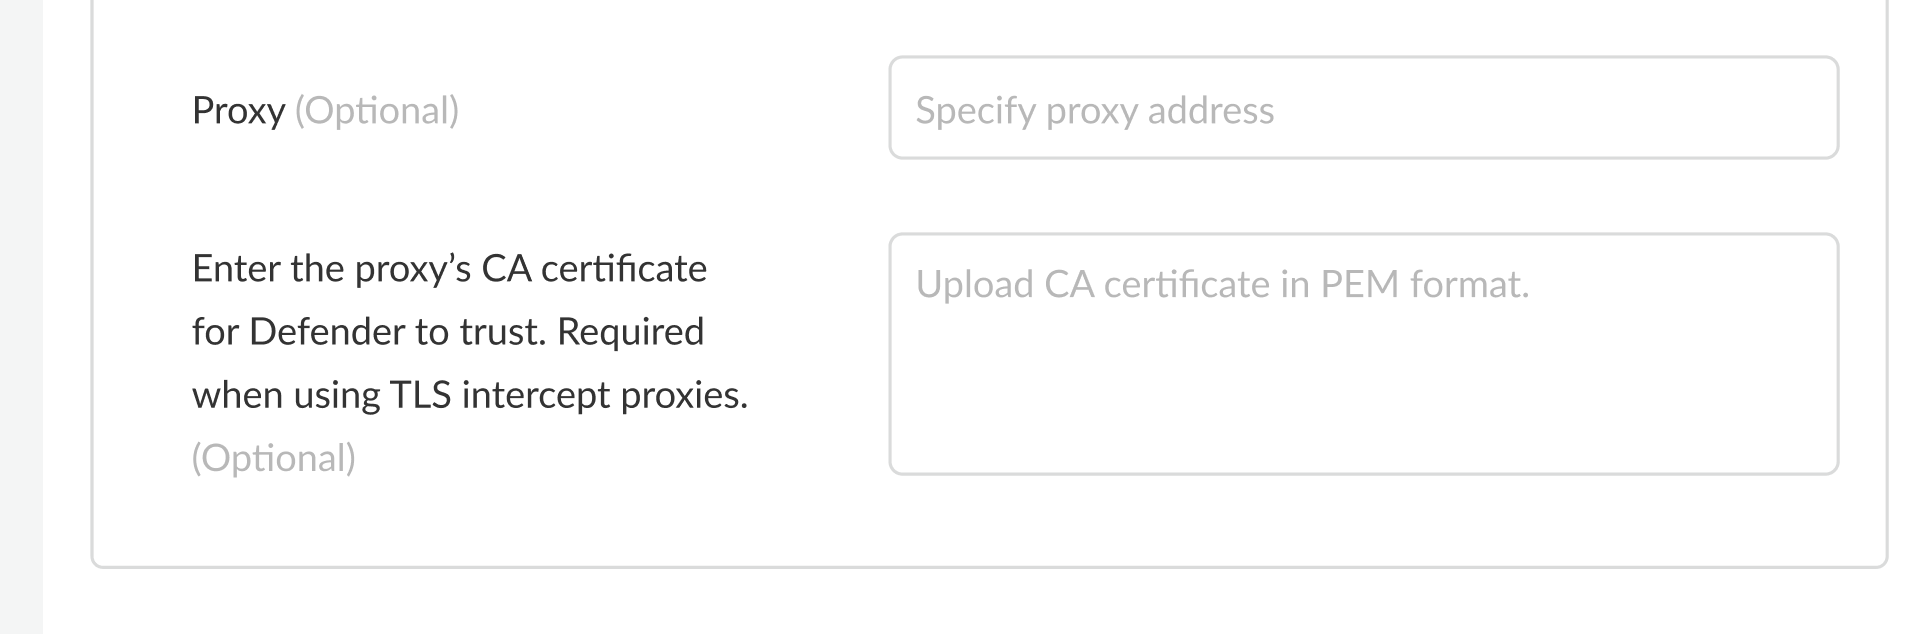 Proxy (Optional)
Specify proxy address
Enter the proxy’s CA certificate
for Defender to trust. Required
when using TLS intercept proxies.
(Optional)
Upload CA certificate in PEM format.